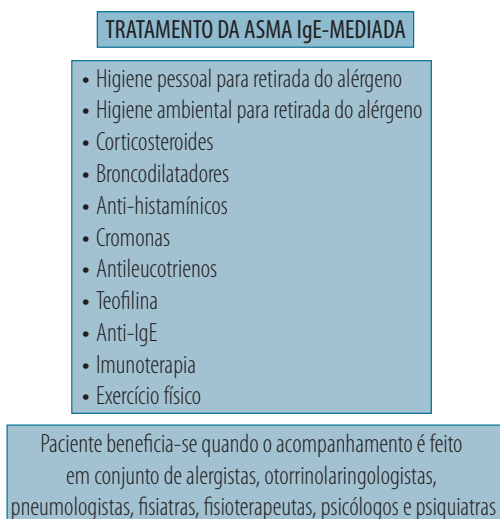 TRATAMENTO DA ASMA IgE-MEDIADA
• Higiene pessoal para retirada do alérgeno
• Higiene ambiental para retirada do alérgeno
• Corticosteroides
• Broncodilatadores
• Anti-histamínicos
• Cromonas
• Antileucotrienos
• Teofilina
• Anti-IgE
• Imunoterapia
• Exercício físico
Paciente beneficia-se quando o acompanhamento é feito
em conjunto de alergistas, otorrinolaringologistas,
pneumologistas, fisiatras, fisioterapeutas, psicólogos e psiquiatras